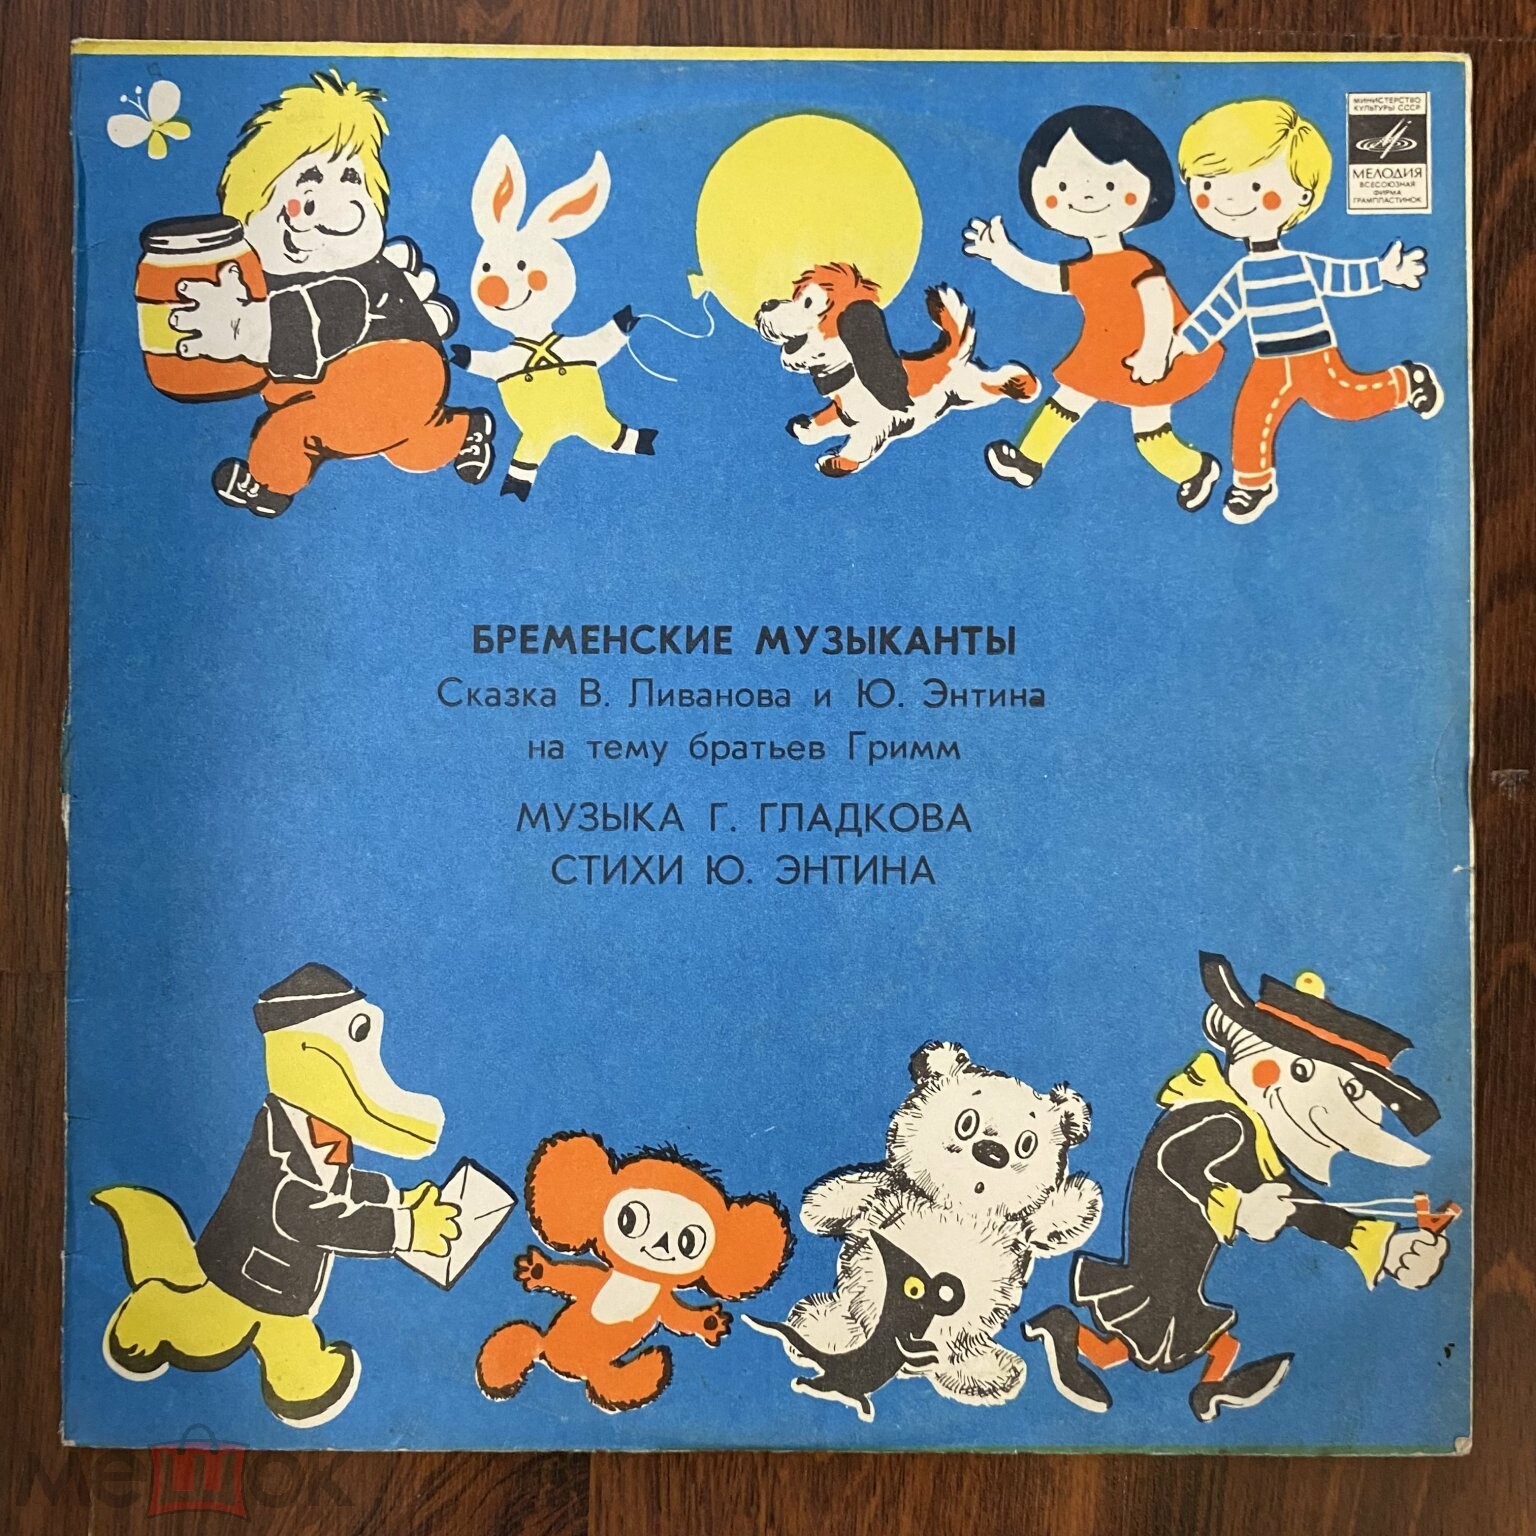 МИНИСТЕРСТВО
КУЛЬТУРЫ СССР
МЕЛОДИЯ
ВСЕСОЮЗНАЯ
ФИРМА
ГРАМПЛАСТИНОК
БРЕМЕНСКИЕ МУЗЫКАНТЫ
Сказка В. Ливанова и Ю. Энтина
на тему братьев Гримм
МУЗЫКА Г. ГЛАДКОВА
СТИХИ Ю. ЭНТИНА
мешок